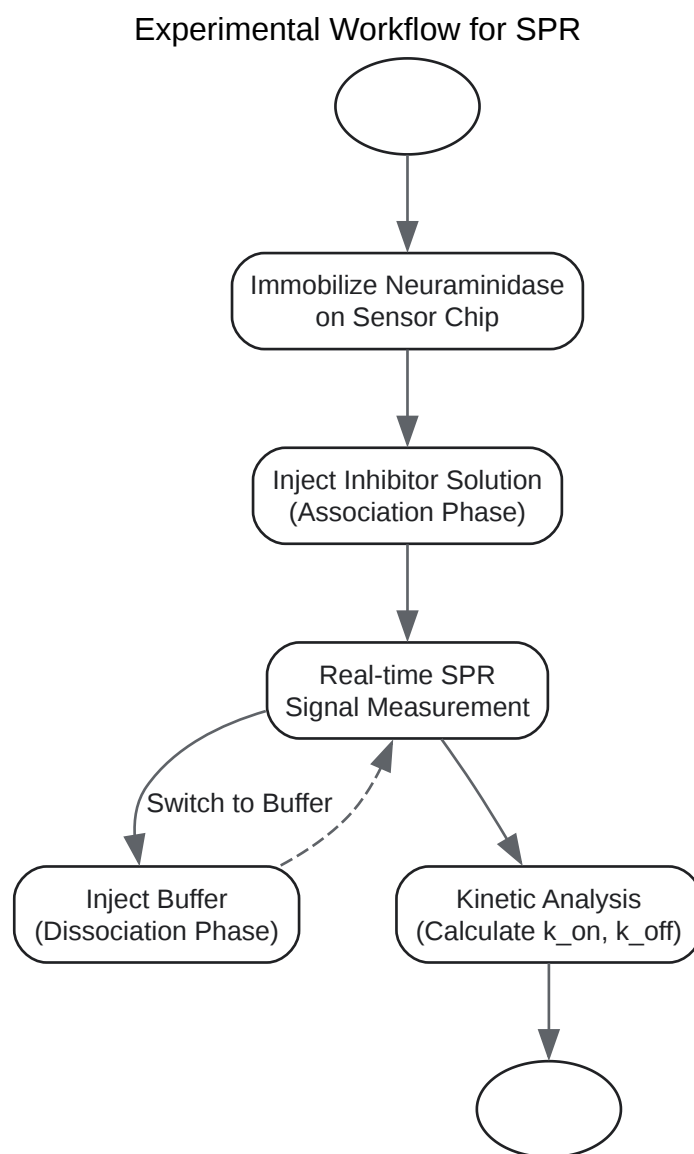 Experimental Workflow for SPR
Immobilize Neuraminidase
on Sensor Chip
Inject Inhibitor Solution
(Association Phase)
Real-time SPR
Signal Measurement
Switch to Buffer
Inject Buffer
(Dissociation Phase)
Kinetic Analysis
(Calculate k_on, k_off)